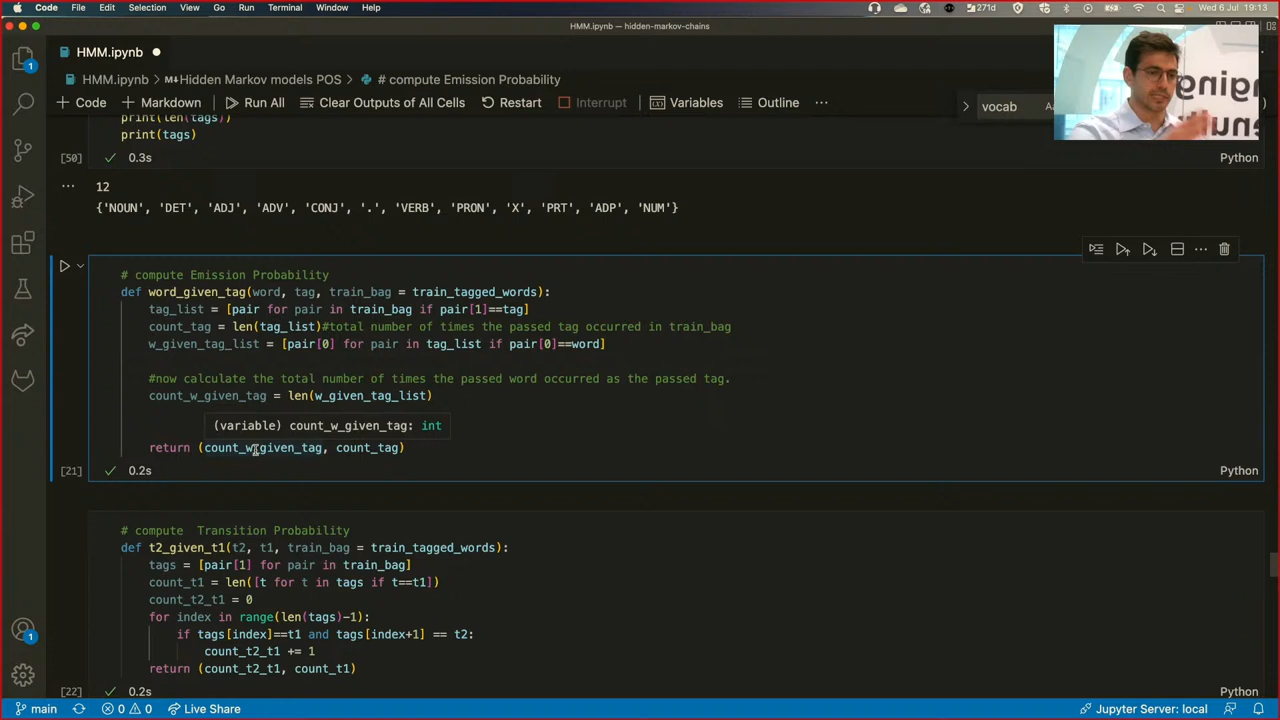 Code File Edit Selection View Go Run Terminal Window Help 271d Wed 6 Jul 19:13
HMM.ipynb — hidden-markov-chains
HMM.ipynb
HMM.ipynb > Hidden Markov models POS > # compute Emission Probability
+ Code + Markdown Run All Clear Outputs of All Cells Restart Interrupt Variables Outline ... > vocab
print(len(tags))
print(tags)
[50] 0.3s Python
... 12
{'NOUN', 'DET', 'ADJ', 'ADV', 'CONJ', '.', 'VERB', 'PRON', 'X', 'PRT', 'ADP', 'NUM'}
# compute Emission Probability
def word_given_tag(word, tag, train_bag = train_tagged_words):
tag_list = [pair for pair in train_bag if pair[1]==tag]
count_tag = len(tag_list)#total number of times the passed tag occurred in train_bag
w_given_tag_list = [pair[0] for pair in tag_list if pair[0]==word]
#now calculate the total number of times the passed word occurred as the passed tag.
count_w_given_tag = len(w_given_tag_list)
(variable) count_w_given_tag: int
return (count_w_given_tag, count_tag)
[21] 0.2s Python
# compute  Transition Probability
def t2_given_t1(t2, t1, train_bag = train_tagged_words):
tags = [pair[1] for pair in train_bag]
count_t1 = len([t for t in tags if t==t1])
count_t2_t1 = 0
for index in range(len(tags)-1):
if tags[index]==t1 and tags[index+1] == t2:
count_t2_t1 += 1
return (count_t2_t1, count_t1)
[22] 0.2s Python
main 0 0 Live Share Jupyter Server: local